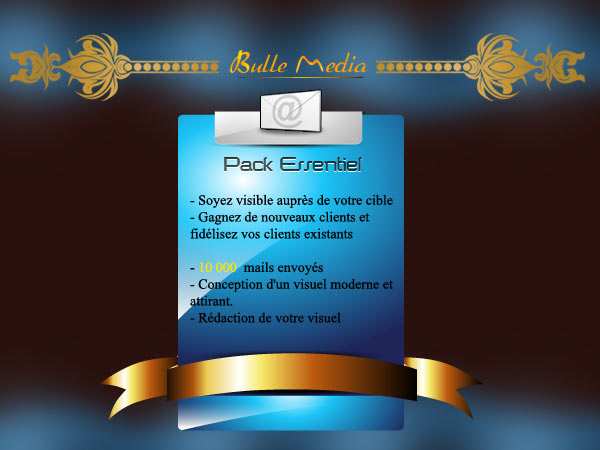 Bulle Media
@
Pack Essentiel
- Soyez visible auprès de votre cible
- Gagnez de nouveaux clients et
fidélisez vos clients existants
- 10 000 mails envoyés
- Conception d'un visuel moderne et
attirant.
- Rédaction de votre visuel